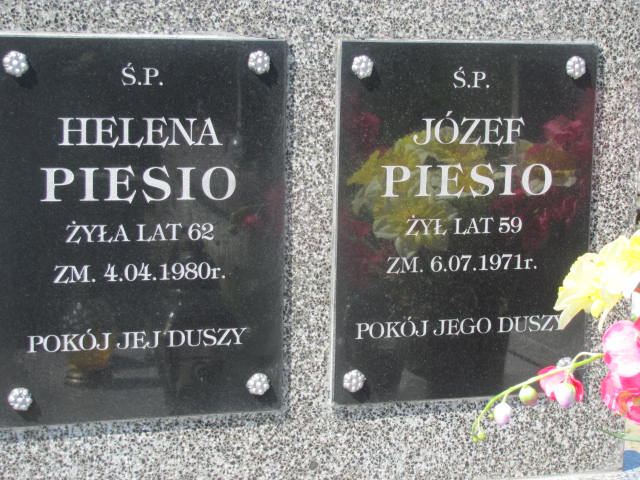 Ś.P.
HELENA
PIESIO
ŻYŁA LAT 62
ZM. 4.04.1980r.
POKÓJ JEJ DUSZY
Ś.P.
JÓZEF
PIESIO
ŻYŁ LAT 59
ZM. 6.07.1971r.
POKÓJ JEGO DUSZY